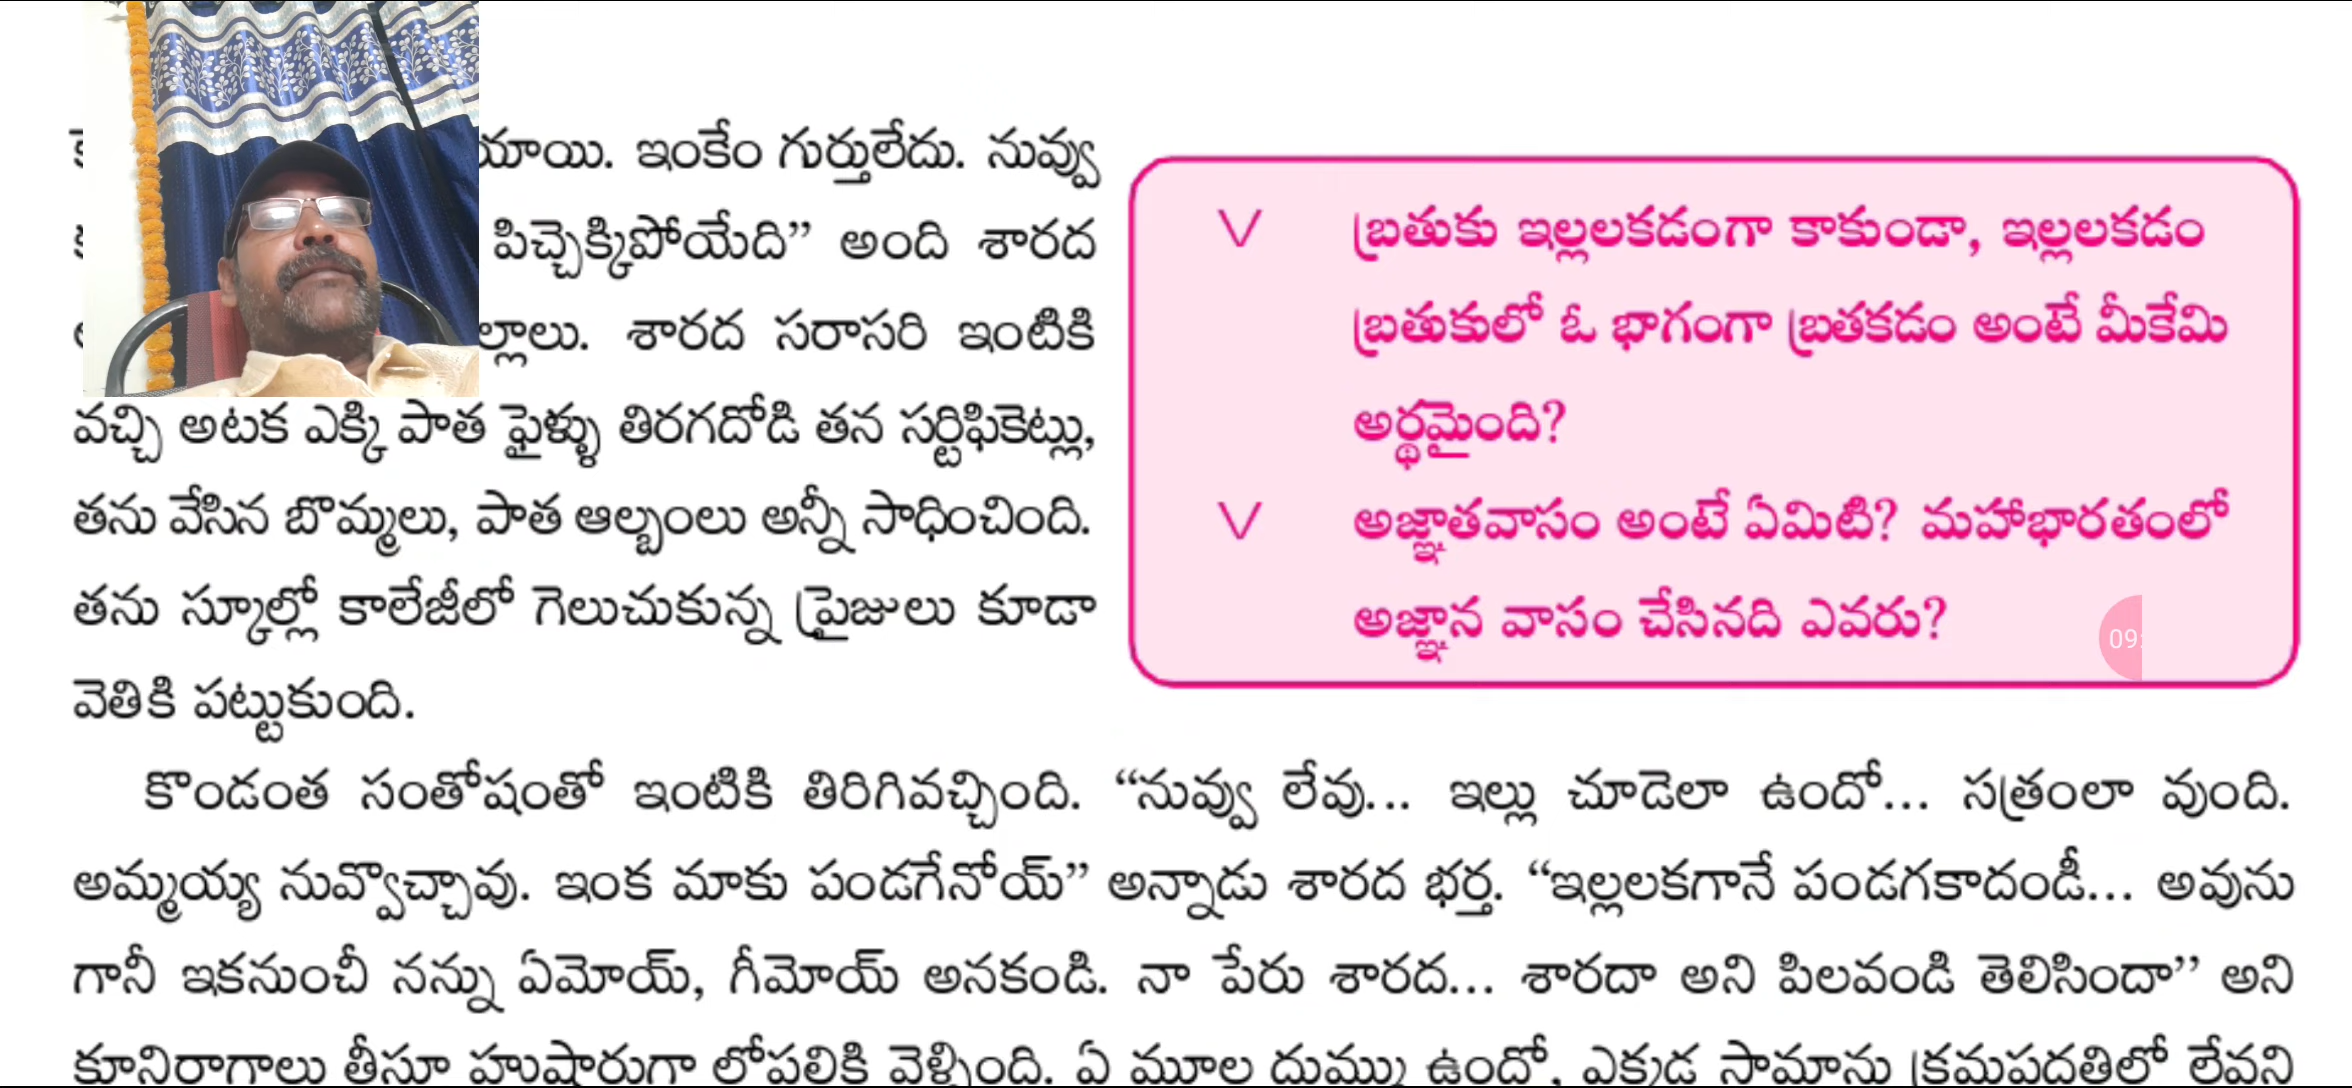 యాయి. ఇంకేం గుర్తులేదు. నువ్వు
పిచ్చెక్కిపోయేది” అంది శారద
ల్లాలు. శారద సరాసరి ఇంటికి
వచ్చి అటక ఎక్కి పాత ఫైళ్ళు తిరగదోడి తన సర్టిఫికెట్లు,
తను వేసిన బొమ్మలు, పాత ఆల్బంలు అన్నీ సాధించింది.
తను స్కూల్లో కాలేజీలో గెలుచుకున్న ప్రైజులు కూడా
వెతికి పట్టుకుంది.
V బ్రతుకు ఇల్లలకడంగా కాకుండా, ఇల్లలకడం
బ్రతుకులో ఓ భాగంగా బ్రతకడం అంటే మీకేమి
అర్థమైంది?
V అజ్ఞాతవాసం అంటే ఏమిటి? మహాభారతంలో
అజ్ఞాన వాసం చేసినది ఎవరు?
09:
కొండంత సంతోషంతో ఇంటికి తిరిగివచ్చింది. “నువ్వు లేవు... ఇల్లు చూడెలా ఉందో... సత్రంలా వుంది.
అమ్మయ్య నువ్వొచ్చావు. ఇంక మాకు పండగేనోయ్” అన్నాడు శారద భర్త. “ఇల్లలకగానే పండగకాదండీ... అవును
గానీ ఇకనుంచీ నన్ను ఏమోయ్, గీమోయ్ అనకండి. నా పేరు శారద... శారదా అని పిలవండి తెలిసిందా” అని
కూనిరాగాలు తీసూ హుషారుగా లోపలికి వెళ్ళింది. ఏ మూల దుమ్ము ఉందో, ఎక్కడ సామాను క్రమపద్ధతిలో లేవని